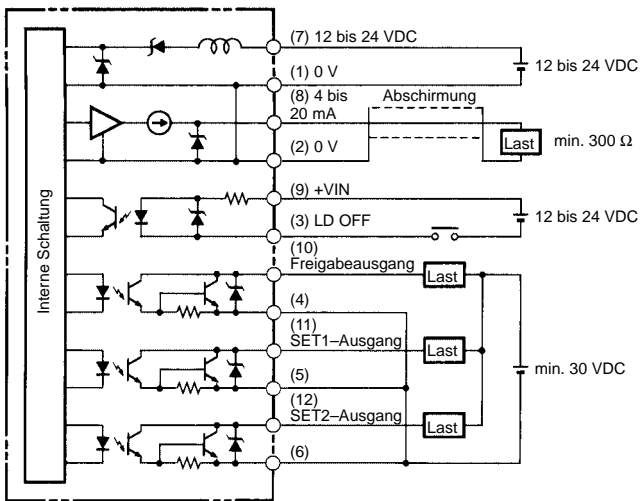 (7) 12 bis 24 VDC
12 bis 24 VDC
(1) 0 V
(8) 4 bis
20 mA
Abschirmung
Last
min. 300 Ω
(2) 0 V
(9) +VIN
(3) LD OFF
12 bis 24 VDC
Interne Schaltung
(10)
Freigabeausgang
Last
(4)
(11)
SET1–Ausgang
Last
min. 30 VDC
(5)
(12)
SET2–Ausgang
Last
(6)